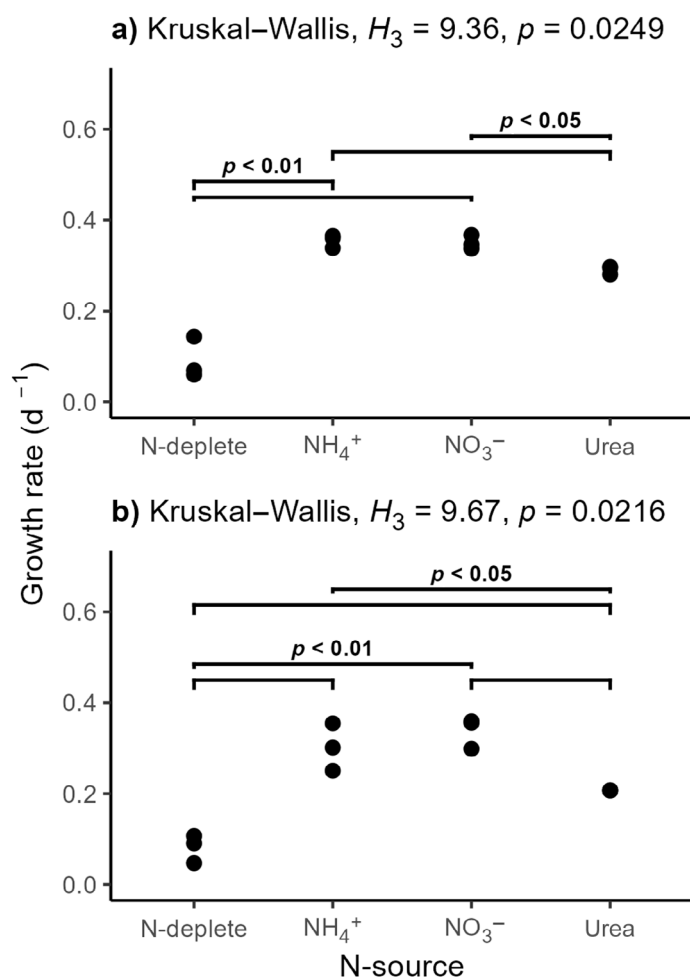 a) Kruskal–Wallis, H₃ = 9.36, p = 0.0249
0.6
0.4
0.2
0.0
p < 0.05
p < 0.01
N-deplete NH₄⁺ NO₃⁻ Urea
Growth rate (d ⁻¹)
b) Kruskal–Wallis, H₃ = 9.67, p = 0.0216
0.6
0.4
0.2
0.0
p < 0.05
p < 0.01
N-deplete NH₄⁺ NO₃⁻ Urea
N-source